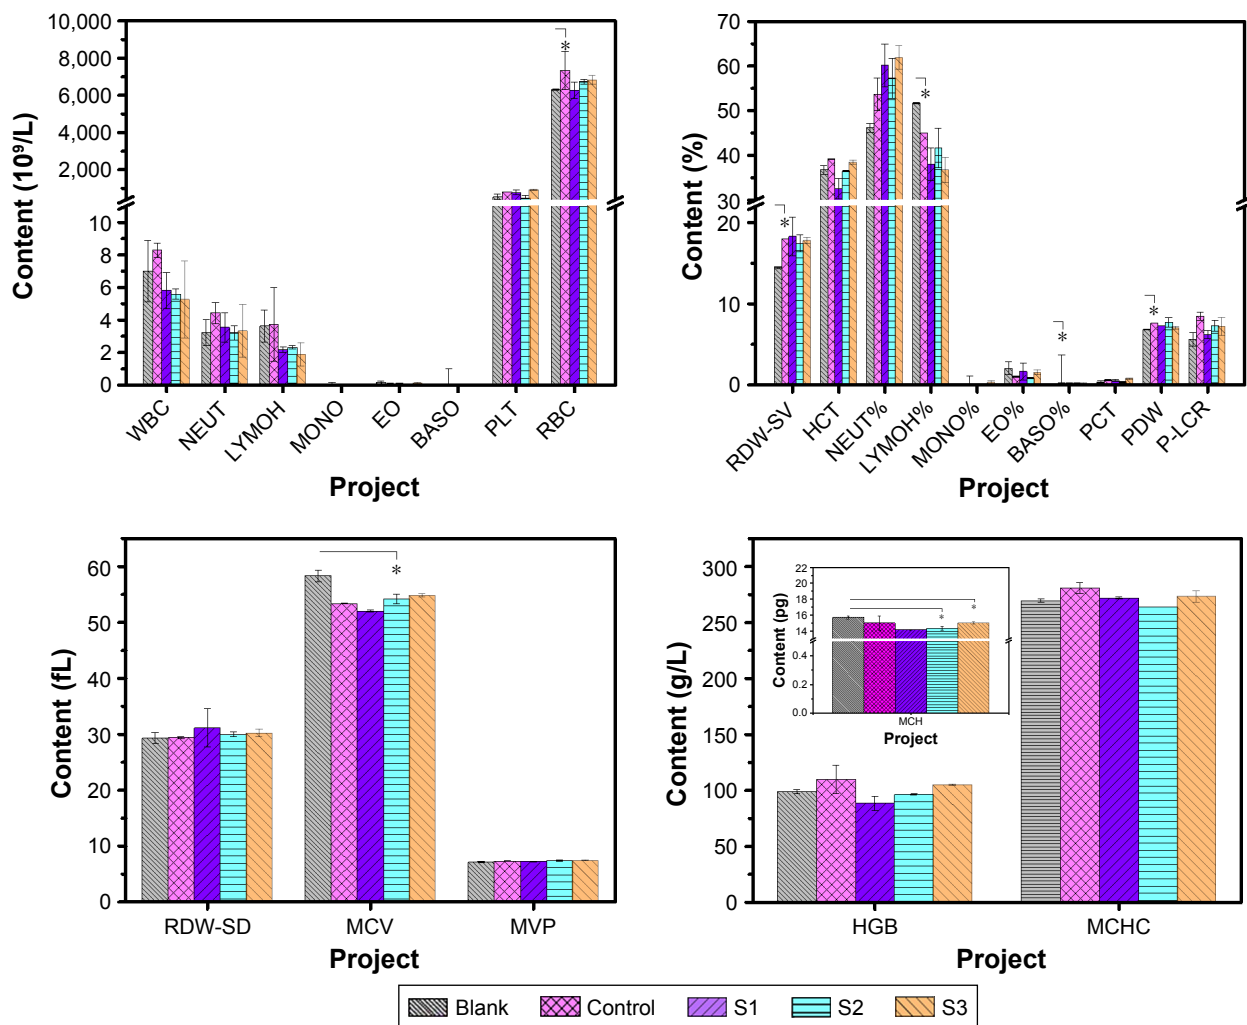 10,000
8,000
6,000
4,000
2,000
8
6
4
2
0
Content (10⁹/L)
*
WBC
NEUT
LYMOH
MONO
EO
BASO
PLT
RBC
Project
70
60
50
40
30
20
10
0
Content (%)
* * * *
RDW-SV
HCT
NEUT%
LYMOH%
MONO%
EO%
BASO%
PCT
PDW
P-LCR
Project
60
50
40
30
20
10
0
Content (fL)
*
RDW-SD MCV MVP
Project
300
250
200
150
100
50
0
Content (g/L)
22
20
18
16
14
0.4
0.2
0.0
Content (pg)
* *
MCH
Project
HGB MCHC
Project
Blank Control S1 S2 S3